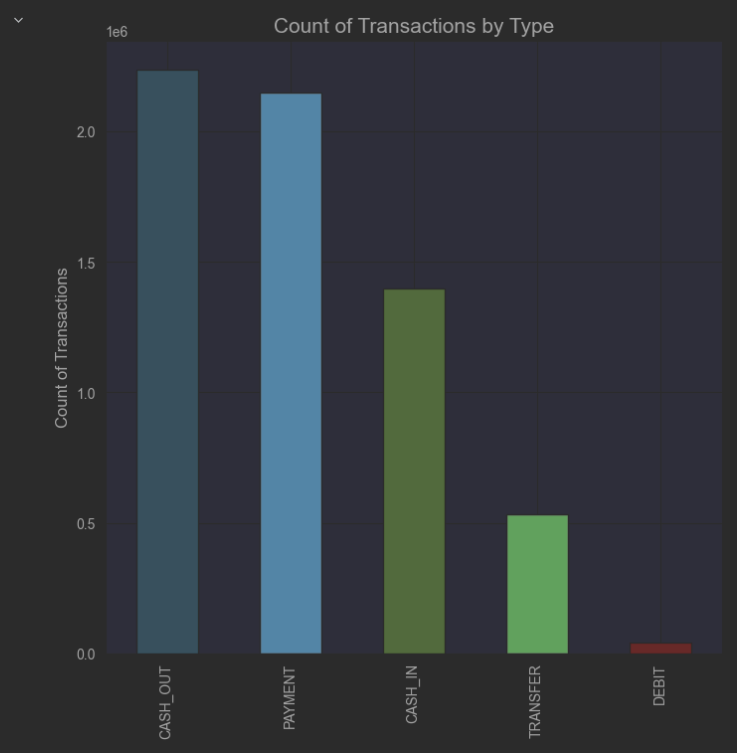 Count of Transactions by Type
1e6
2.0
1.5
1.0
0.5
0.0
Count of Transactions
CASH_OUT
PAYMENT
CASH_IN
TRANSFER
DEBIT